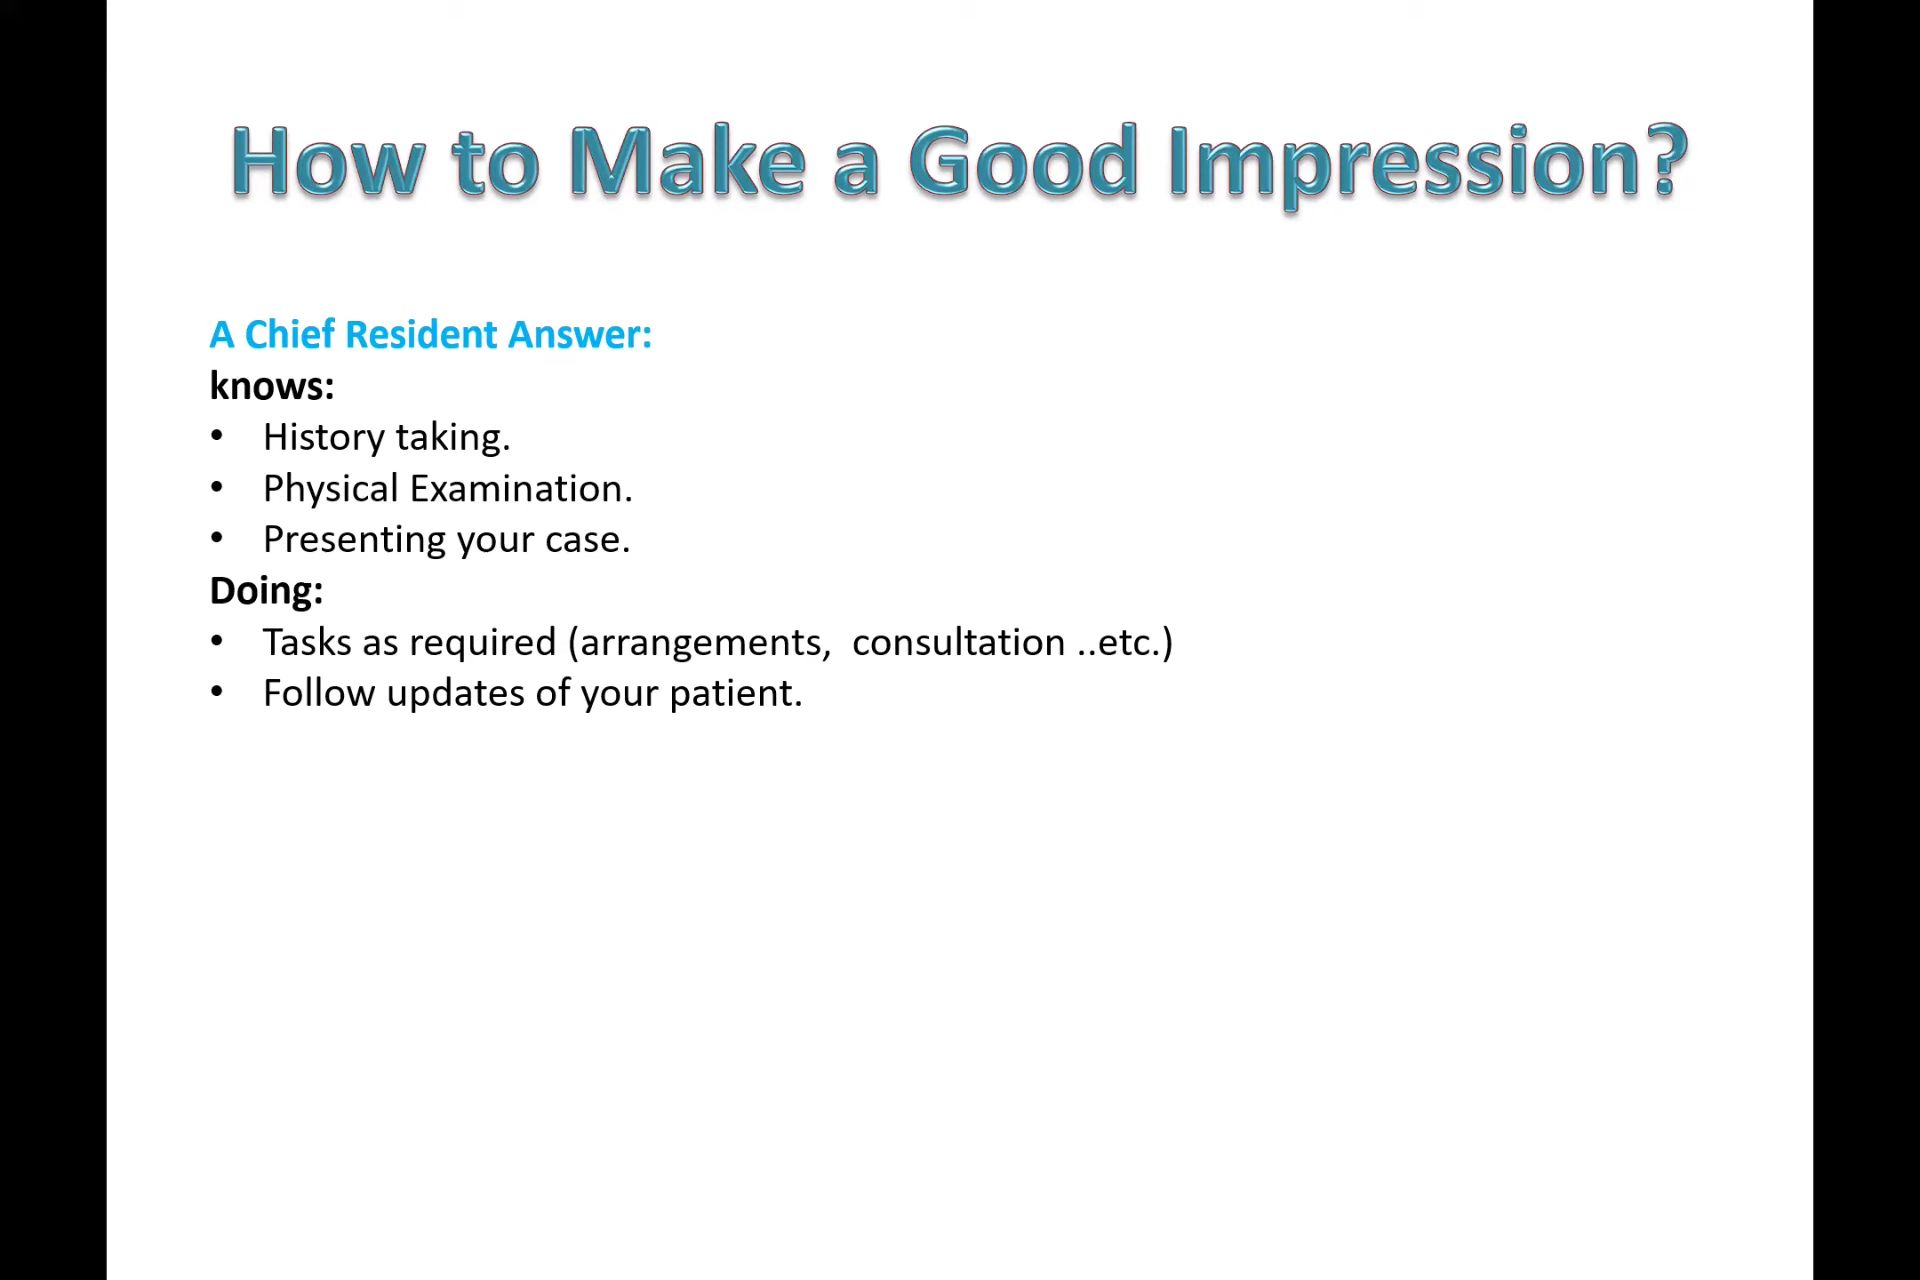 How to Make a Good Impression?
A Chief Resident Answer:
knows:
• History taking.
• Physical Examination.
• Presenting your case.
Doing:
• Tasks as required (arrangements,  consultation ..etc.)
• Follow updates of your patient.